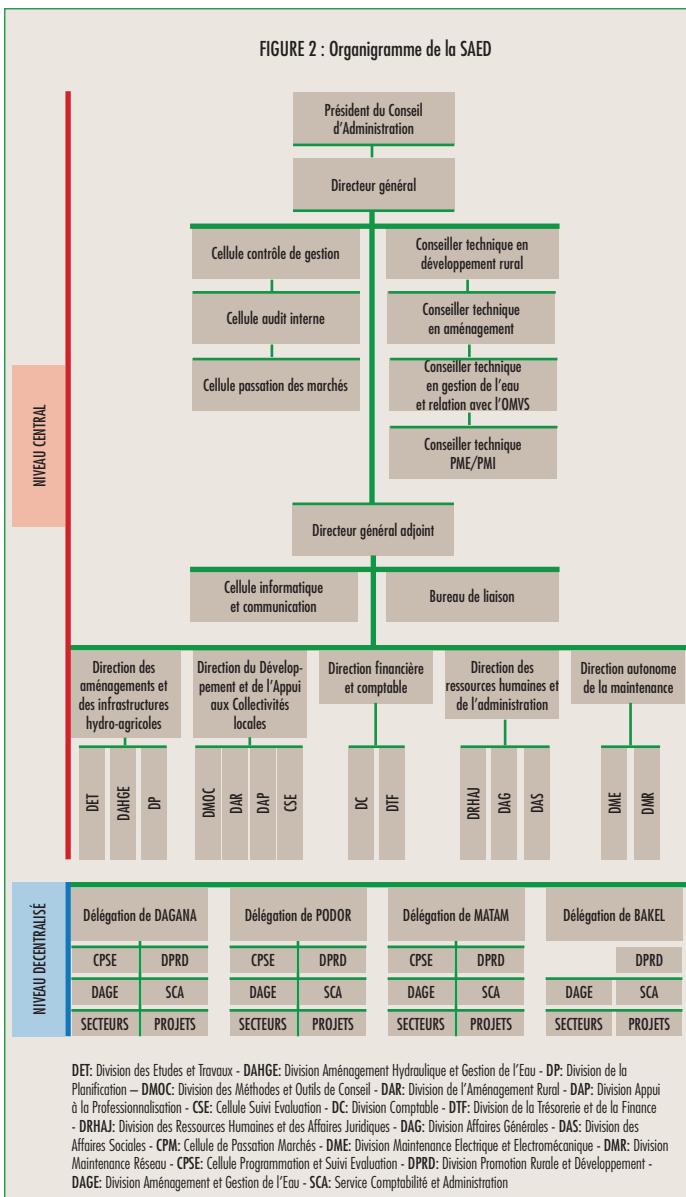 FIGURE 2 : Organigramme de la SAED
Président du Conseil
d'Administration
Directeur général
Cellule contrôle de gestion
Conseiller technique en
développement rural
Cellule audit interne
Conseiller technique
en aménagement
Cellule passation des marchés
Conseiller technique
en gestion de l'eau
et relation avec l'OMVS
Conseiller technique
PME/PMI
NIVEAU CENTRAL
Directeur général adjoint
Cellule informatique
et communication
Bureau de liaison
Direction des
aménagements et
des infrastructures
hydro-agricoles
Direction du Dévelop-
pement et de l'Appui
aux Collectivités
locales
Direction financière
et comptable
Direction des
ressources humaines et
de l'administration
Direction autonome
de la maintenance
DET
DAHGE
DP
DMOC
DAR
DAP
CSE
DC
DTF
DRHAJ
DAG
DAS
DME
DMR
NIVEAU DECENTRALISÉ
Délégation de DAGANA
Délégation de PODOR
Délégation de MATAM
Délégation de BAKEL
CPSE DPRD CPSE DPRD CPSE DPRD DPRD
DAGE SCA DAGE SCA DAGE SCA DAGE SCA
SECTEURS PROJETS SECTEURS PROJETS SECTEURS PROJETS SECTEURS PROJETS
DET: Division des Etudes et Travaux - DAHGE: Division Aménagement Hydraulique et Gestion de l'Eau - DP: Division de la
Planification – DMOC: Division des Méthodes et Outils de Conseil - DAR: Division de l'Aménagement Rural - DAP: Division Appui
à la Professionnalisation - CSE: Cellule Suivi Evaluation - DC: Division Comptable - DTF: Division de la Trésorerie et de la Finance
- DRHAJ: Division des Ressources Humaines et des Affaires Juridiques - DAG: Division Affaires Générales - DAS: Division des
Affaires Sociales - CPM: Cellule de Passation Marchés - DME: Division Maintenance Electrique et Electromécanique - DMR: Division
Maintenance Réseau - CPSE: Cellule Programmation et Suivi Evaluation - DPRD: Division Promotion Rurale et Développement -
DAGE: Division Aménagement et Gestion de l'Eau - SCA: Service Comptabilité et Administration